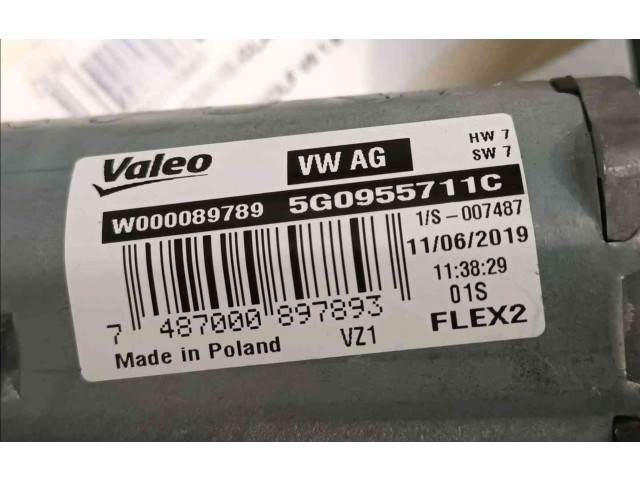 Valeo
VW AG
HW 7
SW 7
W000089789 5G0955711C
1/S-007487
11/06/2019
11:38:29
01S
7 487000 897893
VZ1
FLEX2
Made in Poland